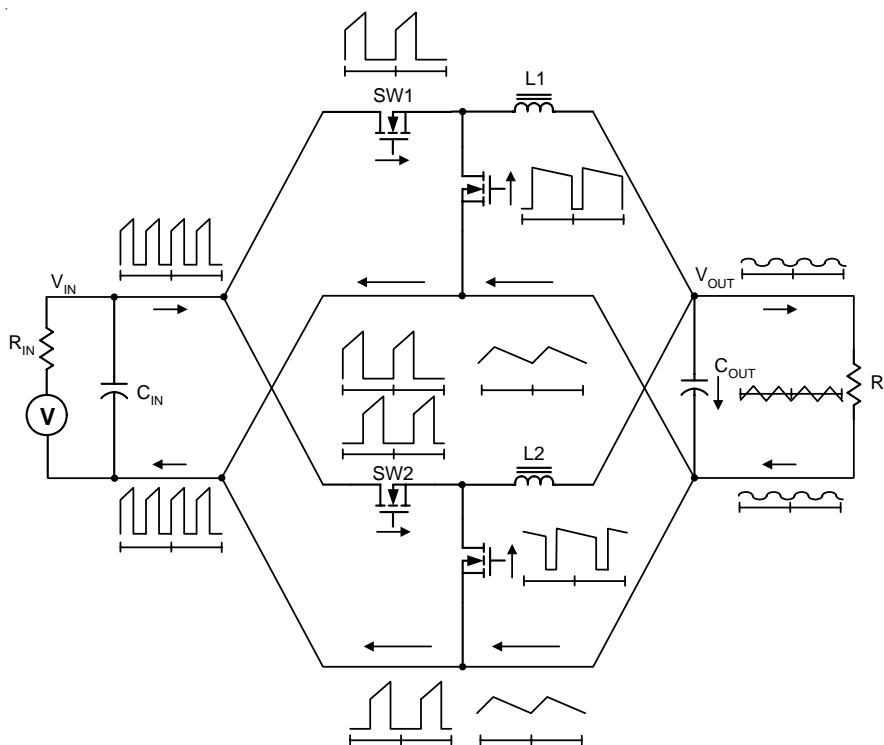 L1
SW1
V_IN
V_OUT
R_IN
C_IN
C_OUT
R
V
L2
SW2